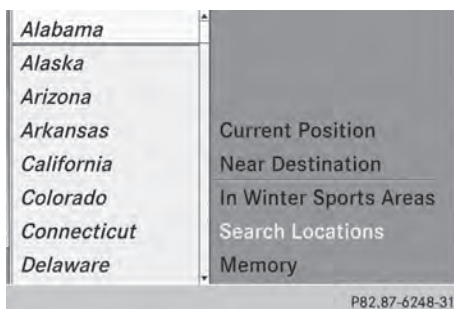 Alabama
Alaska
Arizona
Arkansas
California
Colorado
Connecticut
Delaware
Current Position
Near Destination
In Winter Sports Areas
Search Locations
Memory
P82.87-6248-31